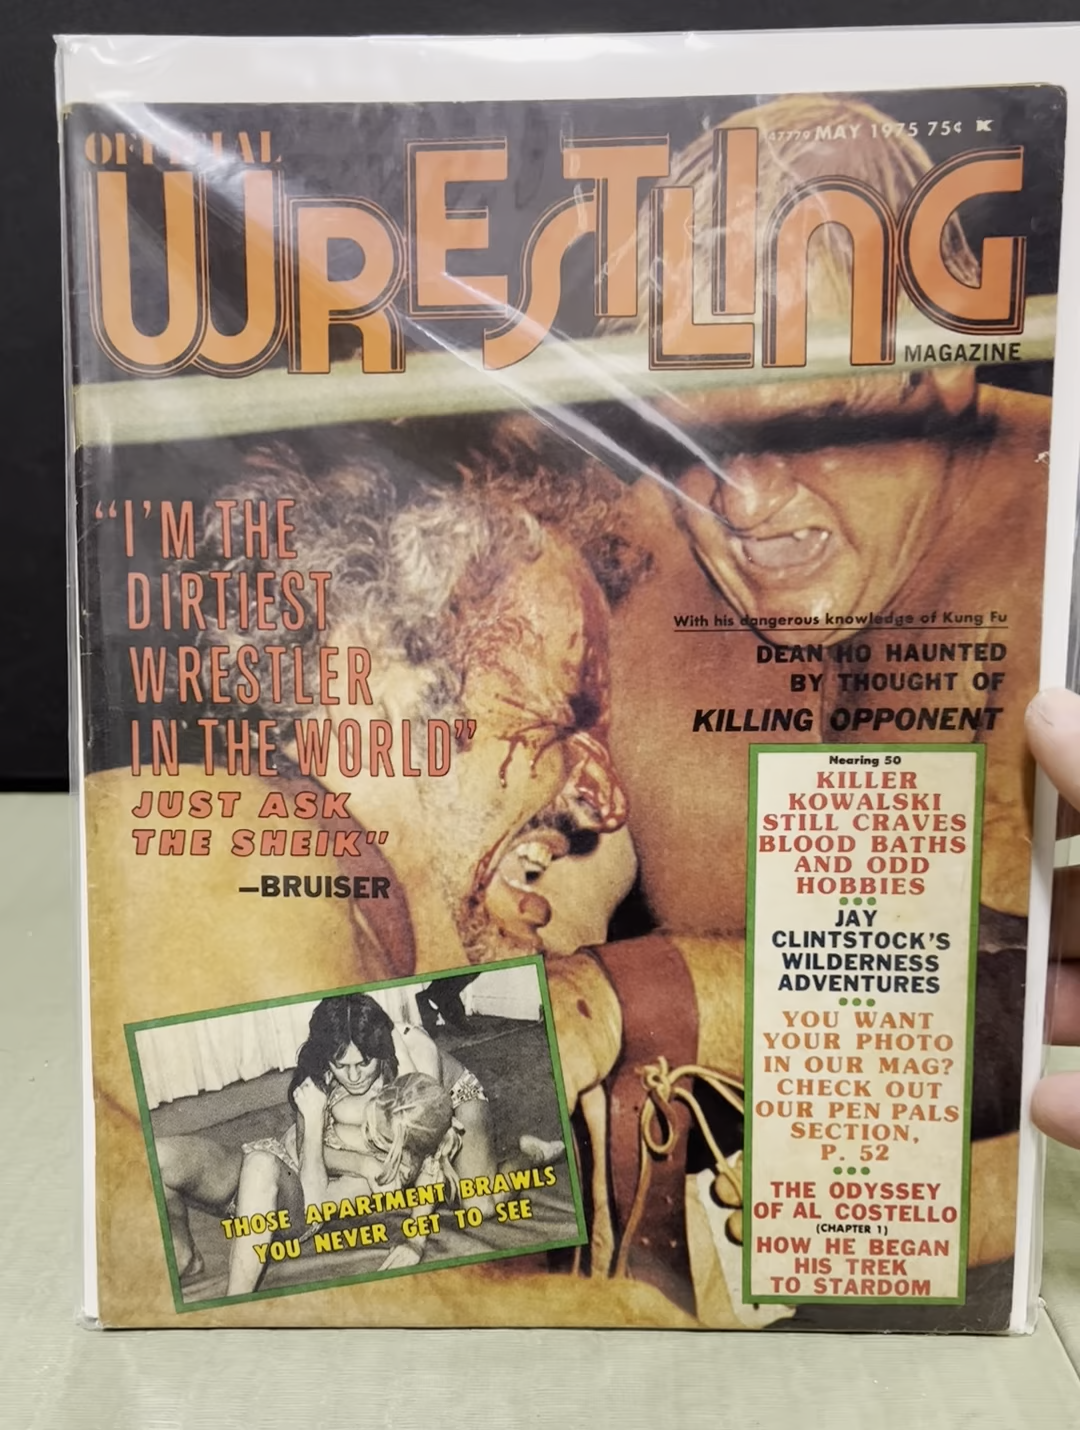 OFFICIAL
47779 MAY 1975 75¢ K
WRESTLING
MAGAZINE
“I'M THE
DIRTIEST
WRESTLER
IN THE WORLD”
JUST ASK
THE SHEIK”
—BRUISER
With his dangerous knowledge of Kung Fu
DEAN HO HAUNTED
BY THOUGHT OF
KILLING OPPONENT
Nearing 50
KILLER
KOWALSKI
STILL CRAVES
BLOOD BATHS
AND ODD
HOBBIES
JAY
CLINTSTOCK'S
WILDERNESS
ADVENTURES
YOU WANT
YOUR PHOTO
IN OUR MAG?
CHECK OUT
OUR PEN PALS
SECTION,
P. 52
THE ODYSSEY
OF AL COSTELLO
(CHAPTER 1)
HOW HE BEGAN
HIS TREK
TO STARDOM
THOSE APARTMENT BRAWLS
YOU NEVER GET TO SEE